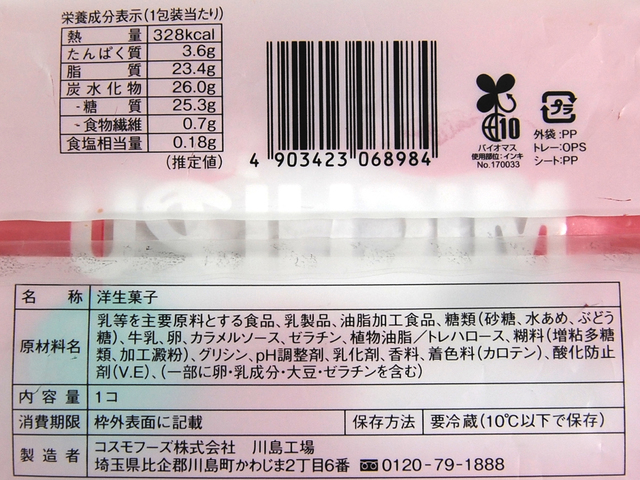 栄養成分表示(1包装当たり)
熱量 328kcal
たんぱく質 3.6g
脂質 23.4g
炭水化物 26.0g
-糖質 25.3g
-食物繊維 0.7g
食塩相当量 0.18g
(推定値)
4 903423 068984
10
バイオマス
使用部位:インキ
No.170033
プラ
外袋:PP
トレー:OPS
シート:PP
名称 洋生菓子
原材料名 乳等を主要原料とする食品、乳製品、油脂加工食品、糖類(砂糖、水あめ、ぶどう
糖)、牛乳、卵、カラメルソース、ゼラチン、植物油脂/トレハロース、糊料(増粘多糖
類、加工澱粉)、グリシン、pH調整剤、乳化剤、香料、着色料(カロテン)、酸化防止
剤(V.E)、(一部に卵・乳成分・大豆・ゼラチンを含む)
内容量 1コ
消費期限 枠外表面に記載 保存方法 要冷蔵(10℃以下で保存)
製造者 コスモフーズ株式会社 川島工場
埼玉県比企郡川島町かわじま2丁目6番 0120-79-1888